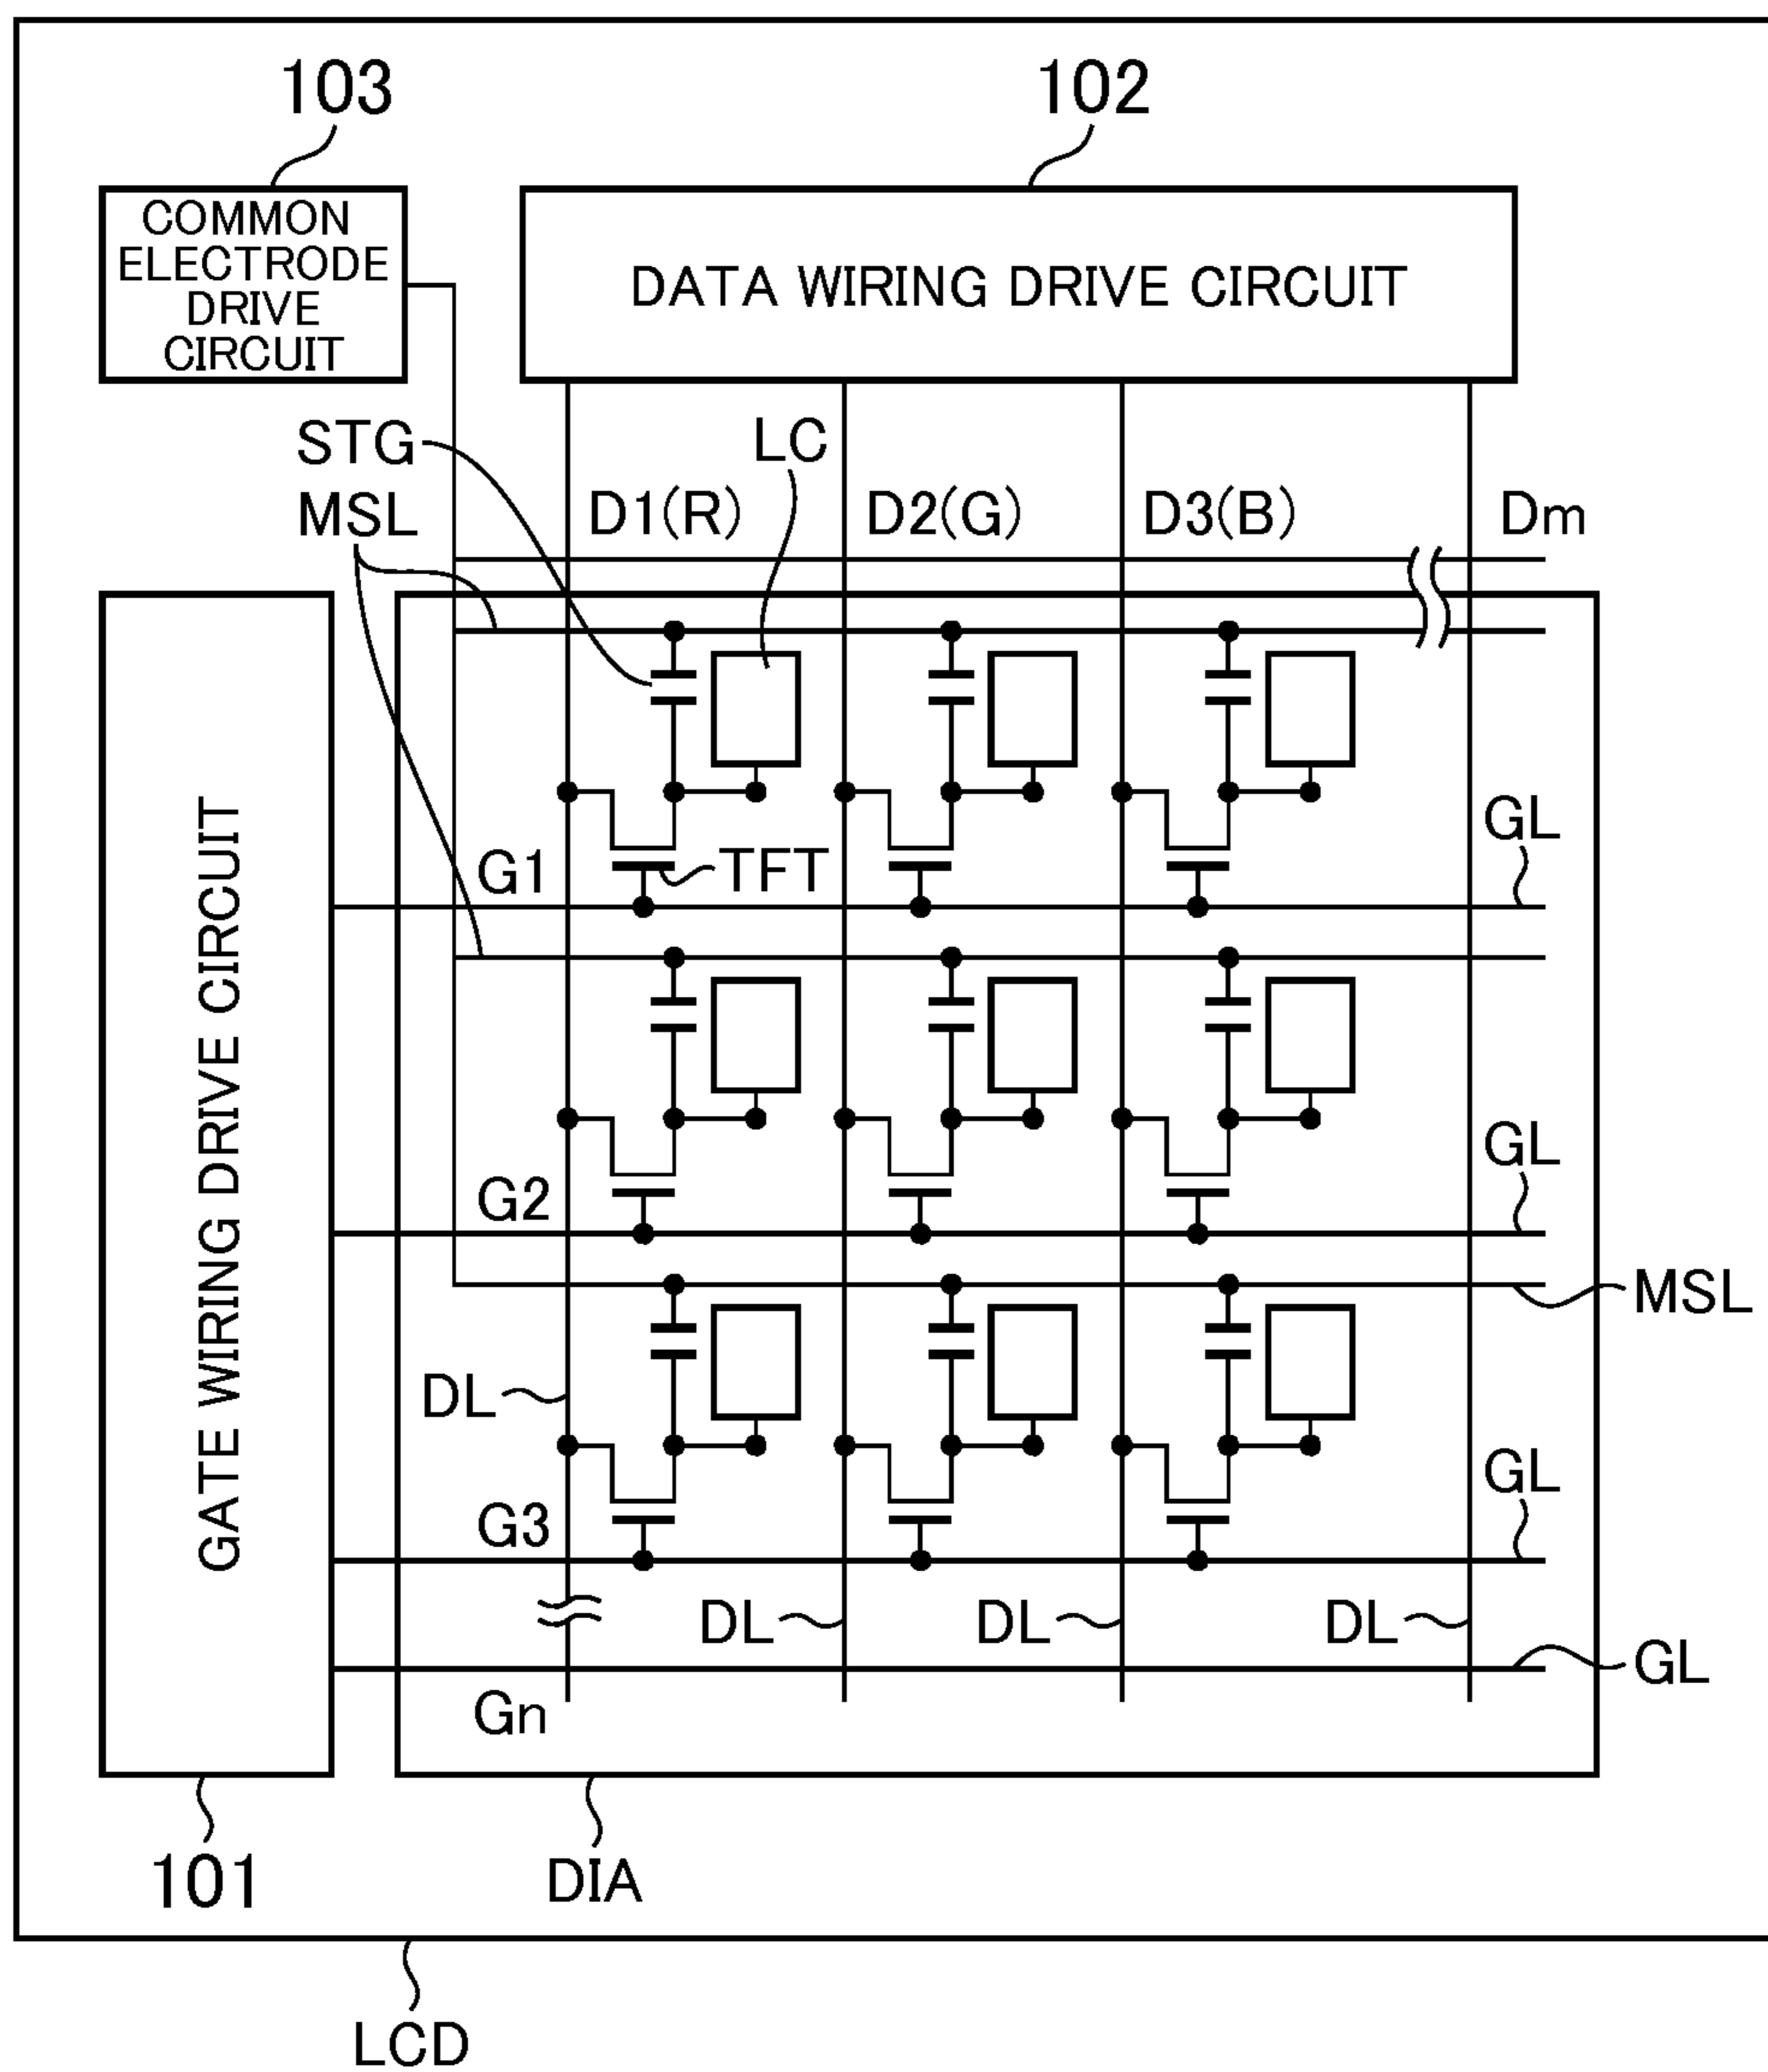 103
102
COMMON
ELECTRODE
DRIVE
CIRCUIT
DATA WIRING DRIVE CIRCUIT
STG
LC
MSL
D1(R)
D2(G)
D3(B)
Dm
GL
G1
TFT
GATE WIRING DRIVE CIRCUIT
GL
G2
MSL
DL
GL
G3
DL
DL
DL
GL
Gn
101
DIA
LCD